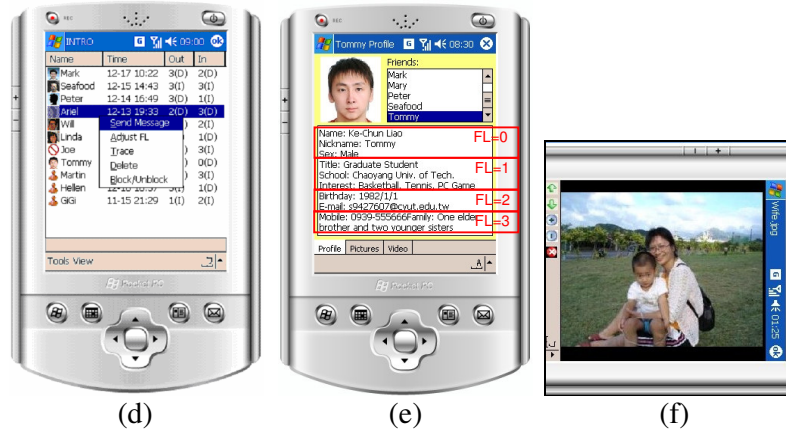 INTRO G 09:00 ok
Name Time Out In
Mark 12-17 10:22 3(D) 2(D)
Seafood 12-15 14:43 3(I) 3(I)
Peter 12-14 16:49 3(D) 1(I)
Ariel 12-13 19:33 2(D) 3(D)
Will 2(I)
Linda 1(D)
Joe 3(I)
Tommy 0(D)
Martin 3(I)
Hellen 1(D)
GiGi 11-15 21:29 1(I) 2(I)
Send Message
Adjust FL
Trace
Delete
Block/Unblock
Tools View
(d)
Tommy Profile G 08:30
Friends:
Mark
Mary
Peter
Seafood
Tommy
Name: Ke-Chun Liao FL=0
Nickname: Tommy
Sex: Male
Title: Graduate Student FL=1
School: Chaoyang Univ. of Tech.
Interest: Basketball, Tennis, PC Game
Birthday: 1982/1/1 FL=2
E-mail: s9427607@cyut.edu.tw
Mobile: 0939-555666Family: One elder FL=3
brother and two younger sisters
Profile Pictures Video
(e)
Wife.jpg G 01:25 ok
(f)